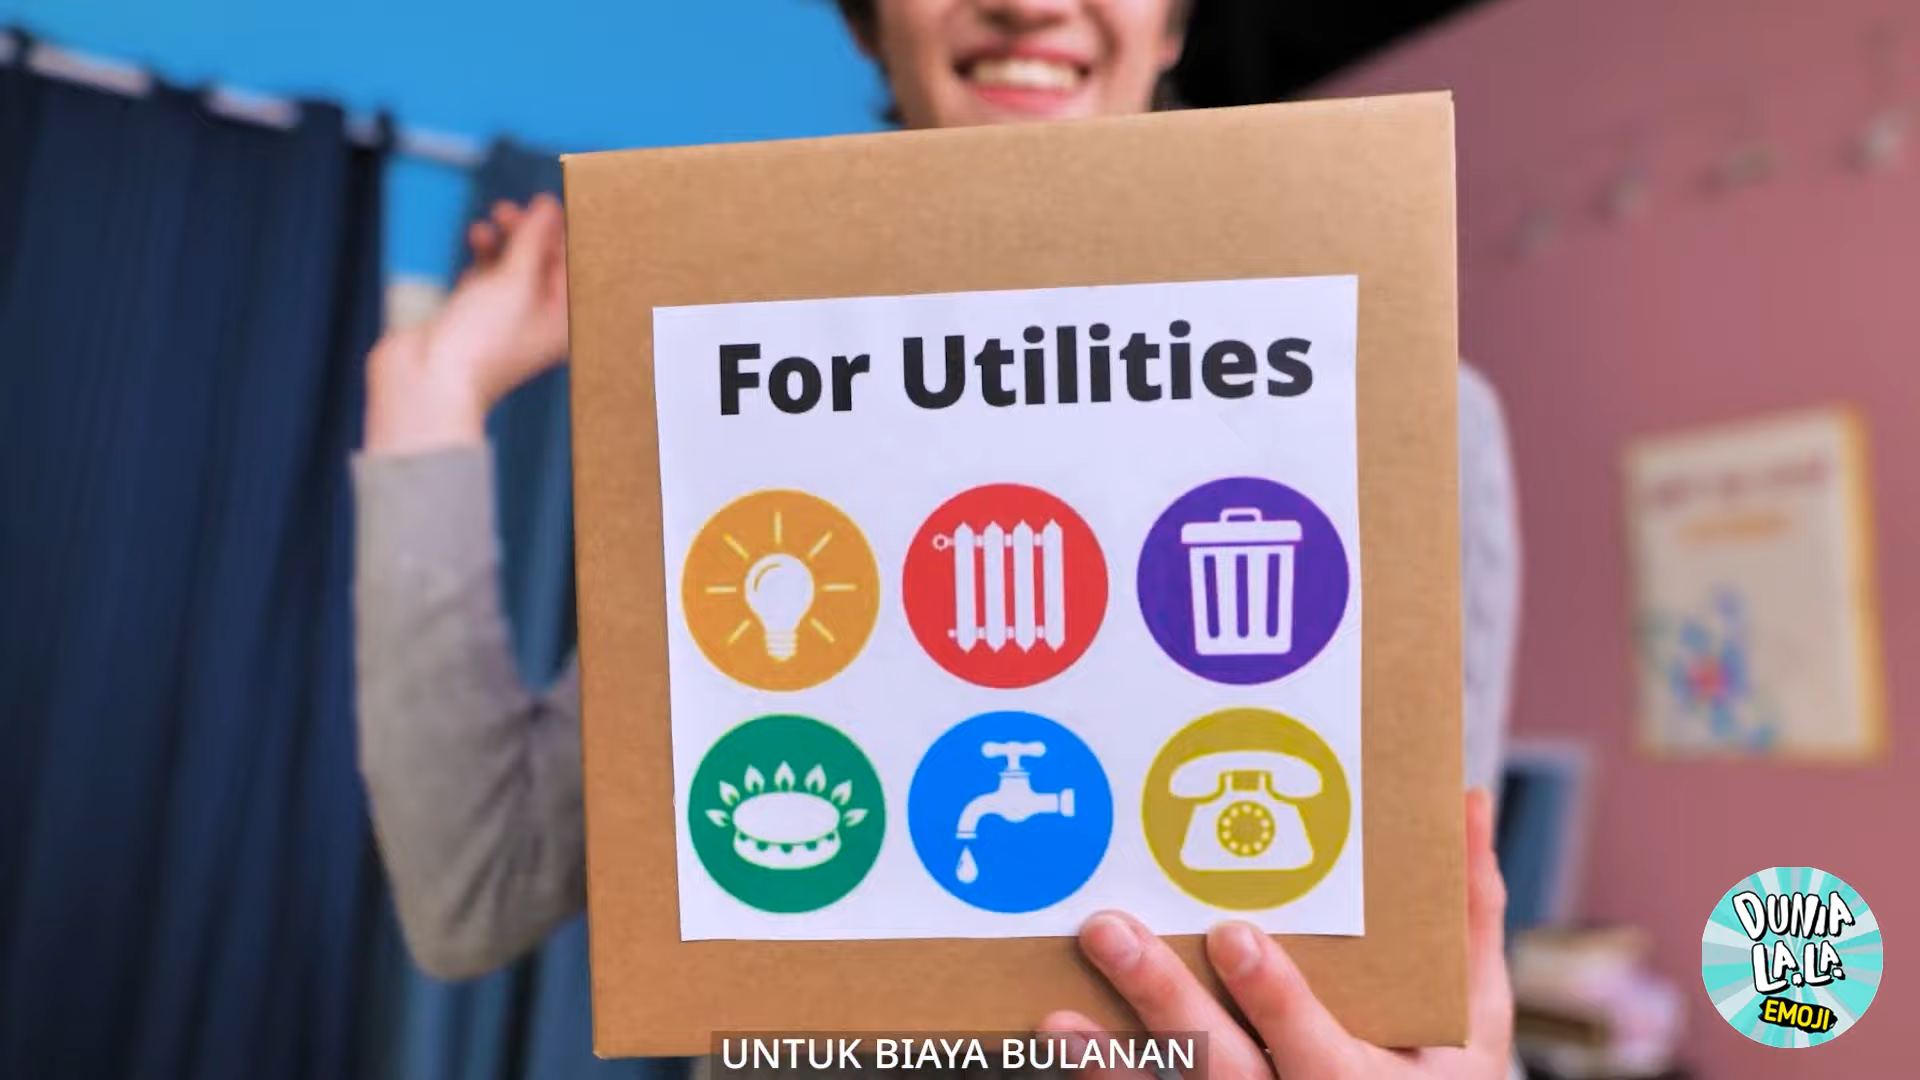 For Utilities
DUNIA
LA.LA.
EMOJI
UNTUK BIAYA BULANAN